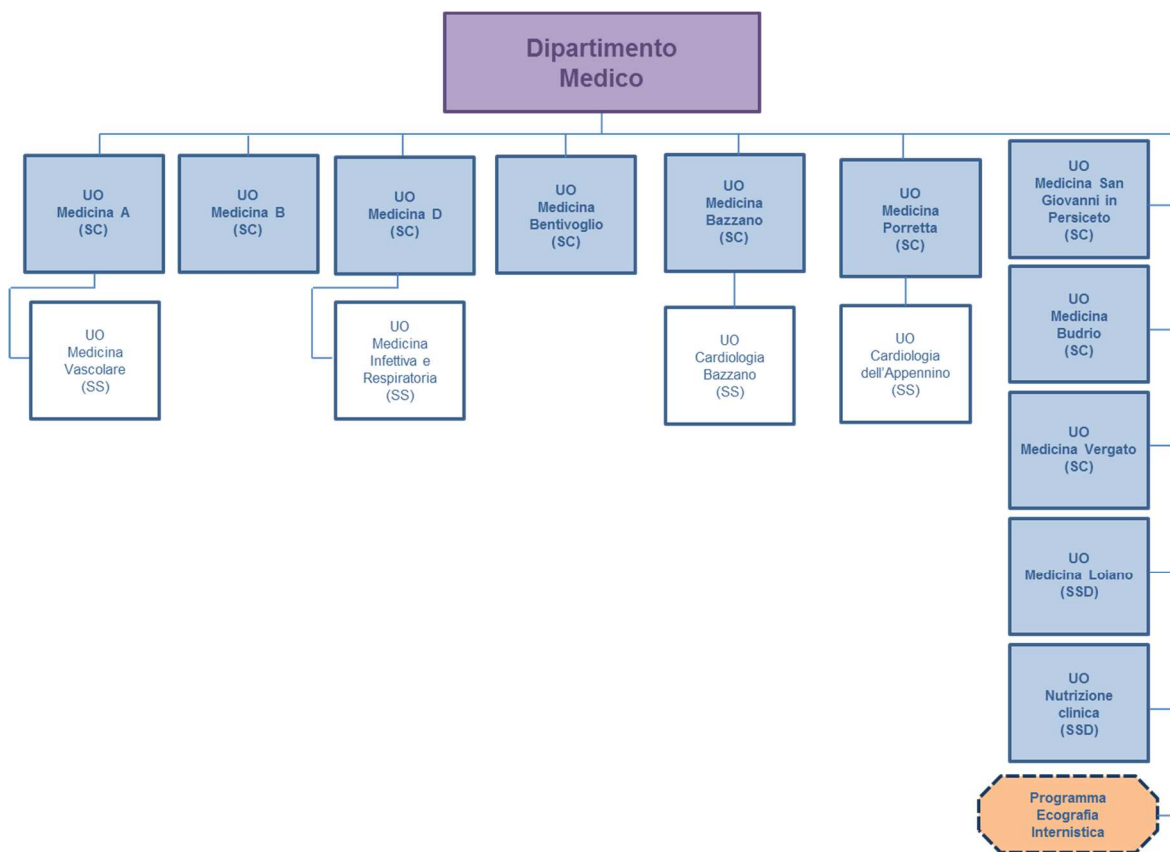 Dipartimento
Medico
UO
Medicina A
(SC)
UO
Medicina B
(SC)
UO
Medicina D
(SC)
UO
Medicina
Bentivoglio
(SC)
UO
Medicina
Bazzano
(SC)
UO
Medicina
Porretta
(SC)
UO
Medicina San
Giovanni in
Persiceto
(SC)
UO
Medicina
Vascolare
(SS)
UO
Medicina
Infettiva e
Respiratoria
(SS)
UO
Cardiologia
Bazzano
(SS)
UO
Cardiologia
dell'Appennino
(SS)
UO
Medicina
Budrio
(SC)
UO
Medicina Vergato
(SC)
UO
Medicina Loiano
(SSD)
UO
Nutrizione
clinica
(SSD)
Programma
Ecografia
Internistica